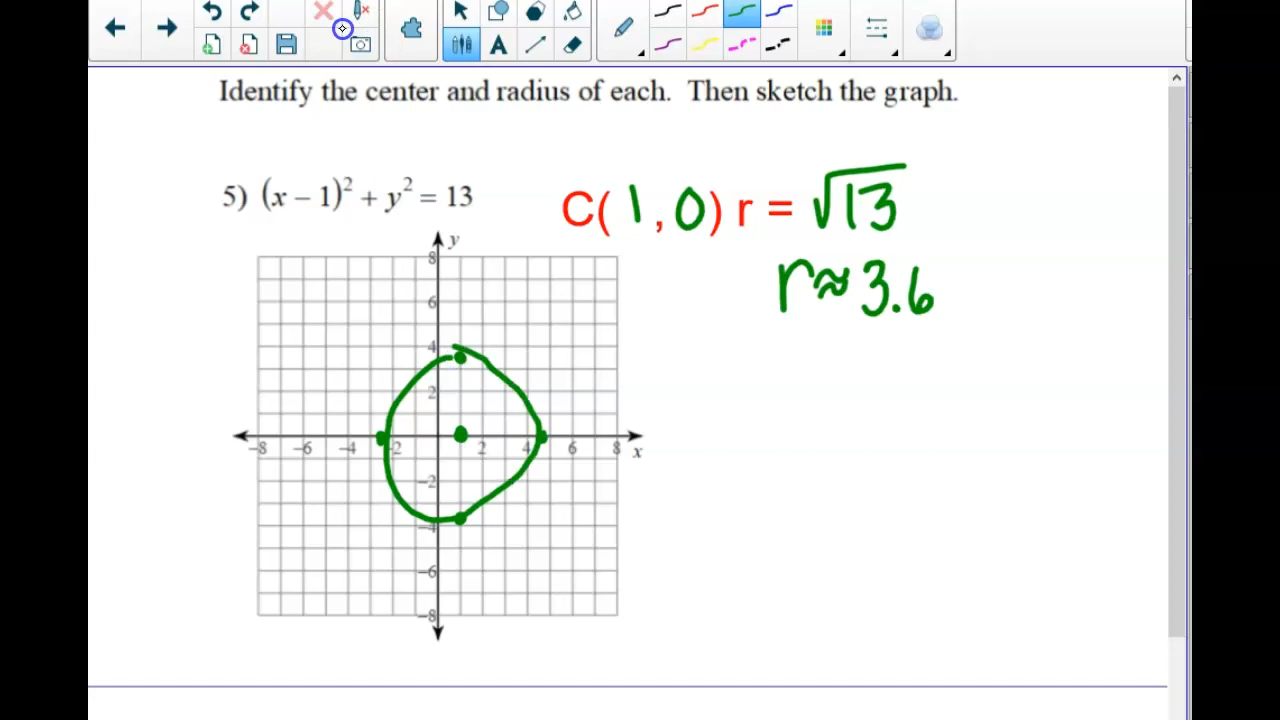 Identify the center and radius of each. Then sketch the graph.
5) (x – 1)² + y² = 13
C( 1 , 0 ) r = √13
r ≈ 3.6
y
8
6
4
2
–8 –6 –4 –2 2 4 6 8 x
–2
–4
–6
–8